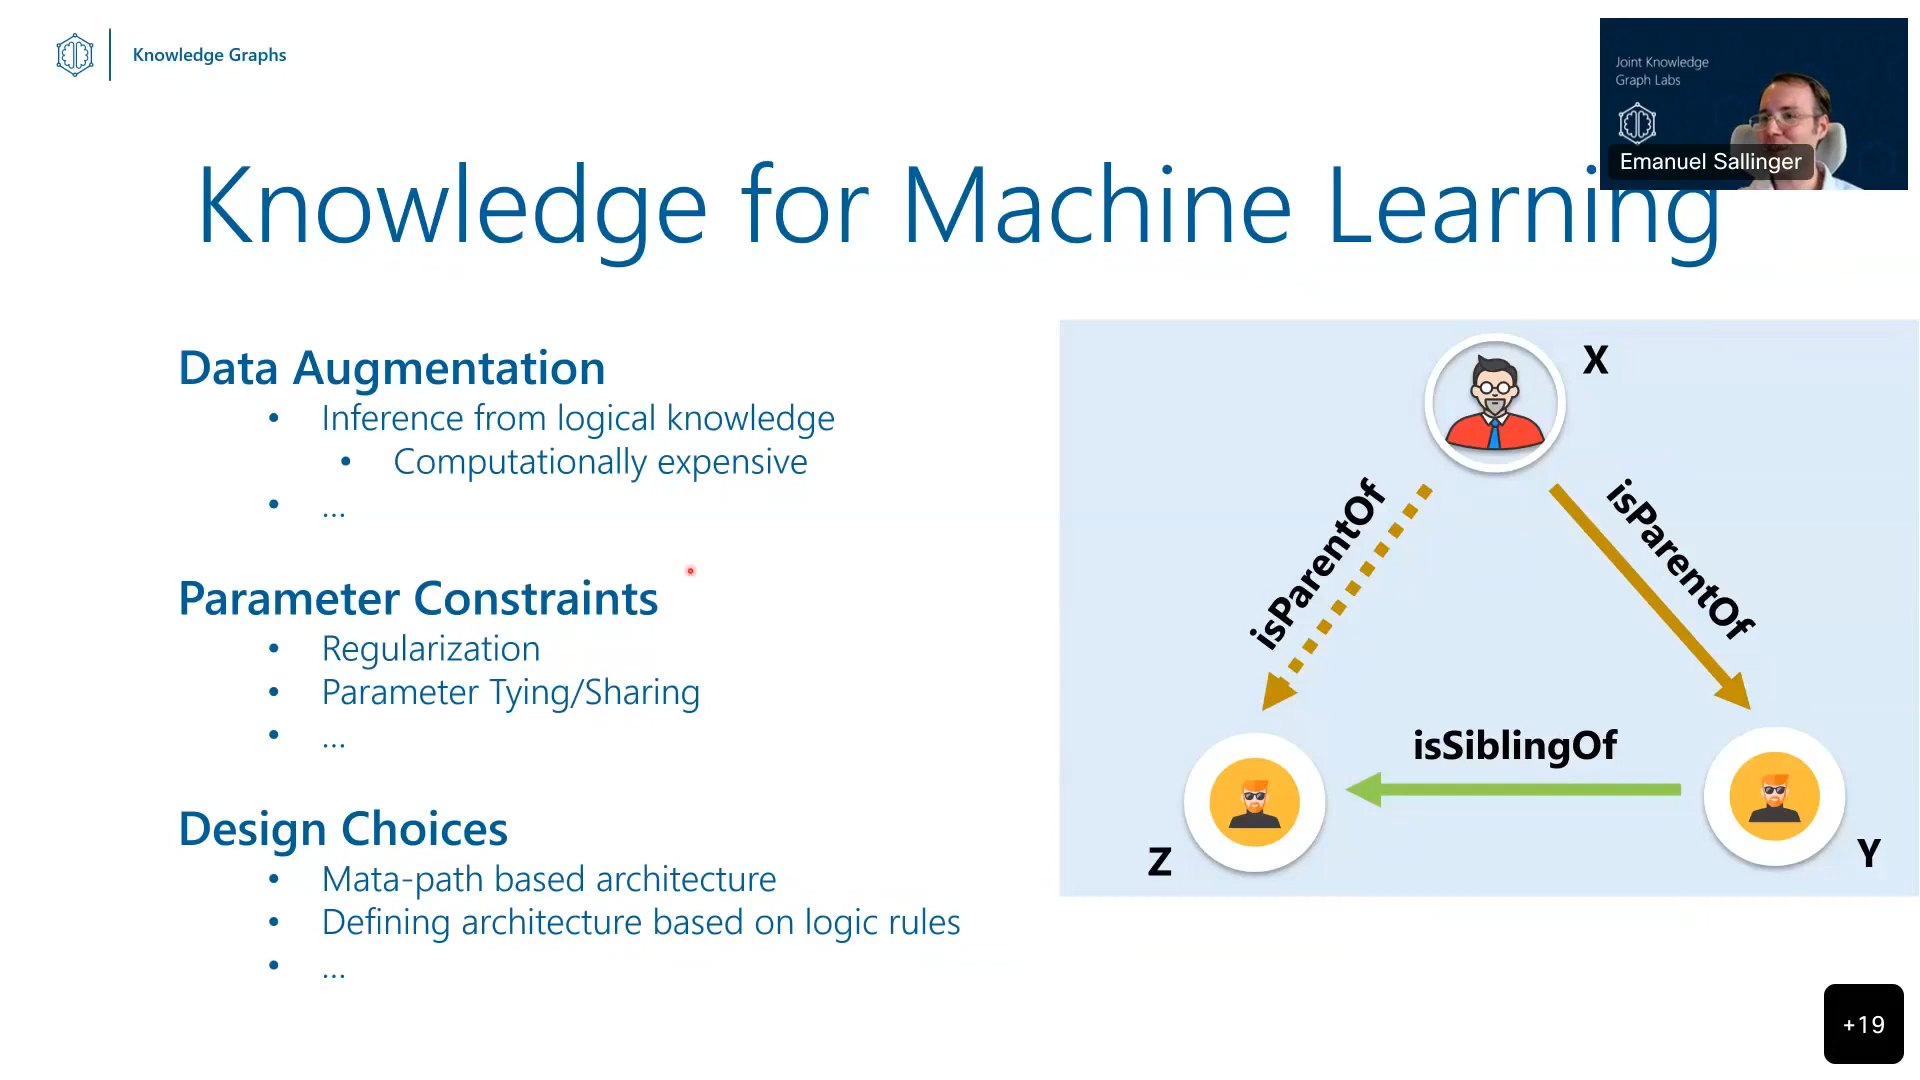 Knowledge Graphs
Joint Knowledge
Graph Labs
Emanuel Sallinger
Knowledge for Machine Learning
Data Augmentation
• Inference from logical knowledge
• Computationally expensive
• ...
Parameter Constraints
• Regularization
• Parameter Tying/Sharing
• ...
Design Choices
• Mata-path based architecture
• Defining architecture based on logic rules
• ...
X
isParentOf
isParentOf
isSiblingOf
Z
Y
+19